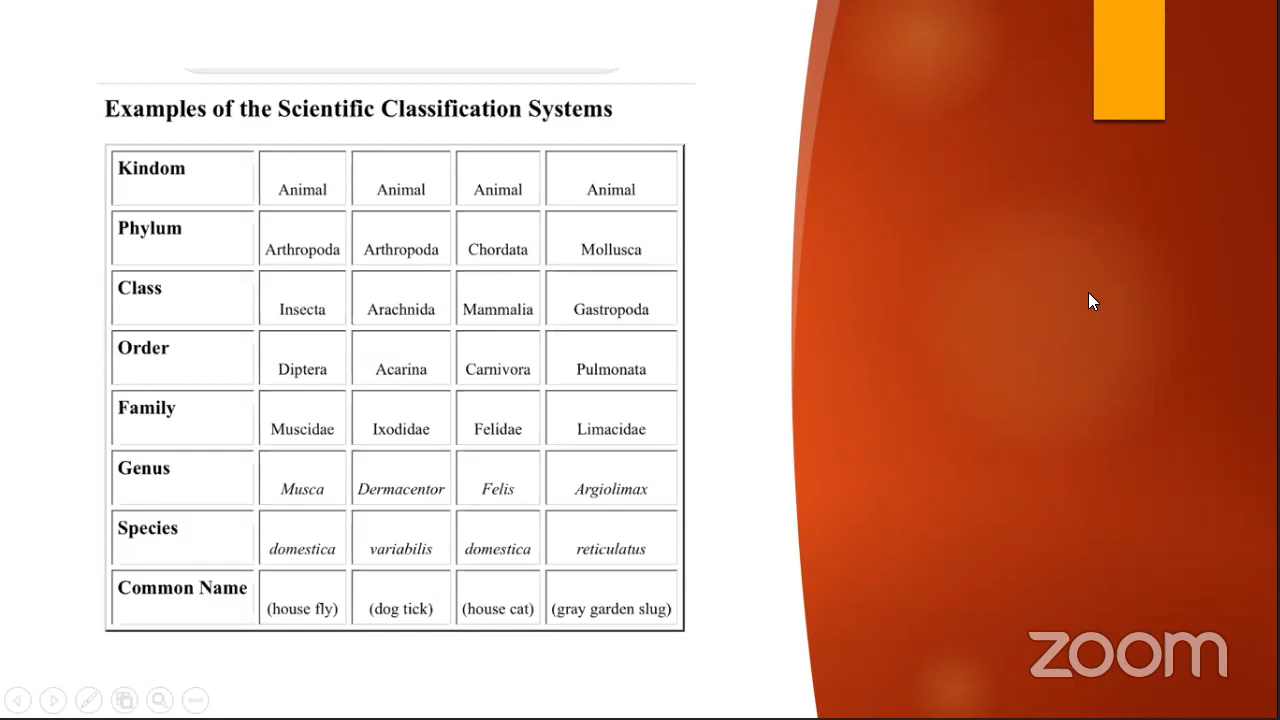 Examples of the Scientific Classification Systems
Kindom Animal Animal Animal Animal
Phylum Arthropoda Arthropoda Chordata Mollusca
Class Insecta Arachnida Mammalia Gastropoda
Order Diptera Acarina Carnivora Pulmonata
Family Muscidae Ixodidae Felidae Limacidae
Genus Musca Dermacentor Felis Argiolimax
Species domestica variabilis domestica reticulatus
Common Name (house fly) (dog tick) (house cat) (gray garden slug)
zoom